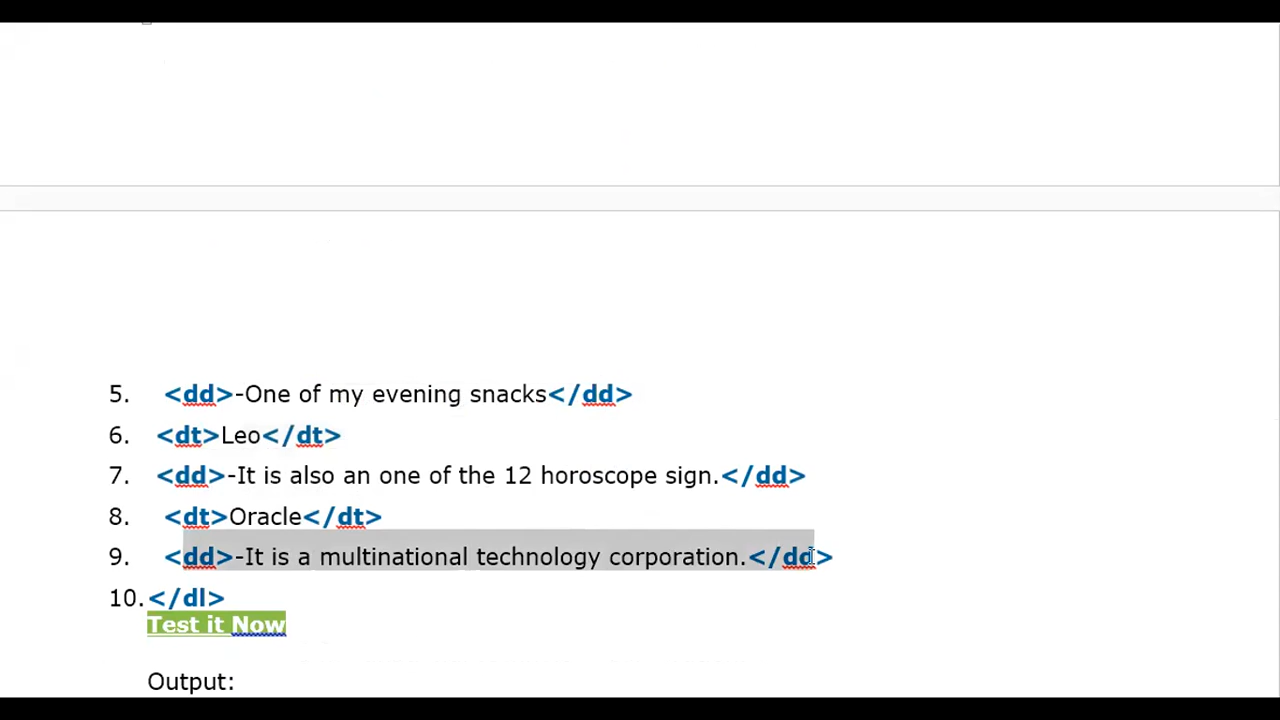 5. <dd>-One of my evening snacks</dd>
6. <dt>Leo</dt>
7. <dd>-It is also an one of the 12 horoscope sign.</dd>
8. <dt>Oracle</dt>
9. <dd>-It is a multinational technology corporation.</dd>
10. </dl>
Test it Now
Output: